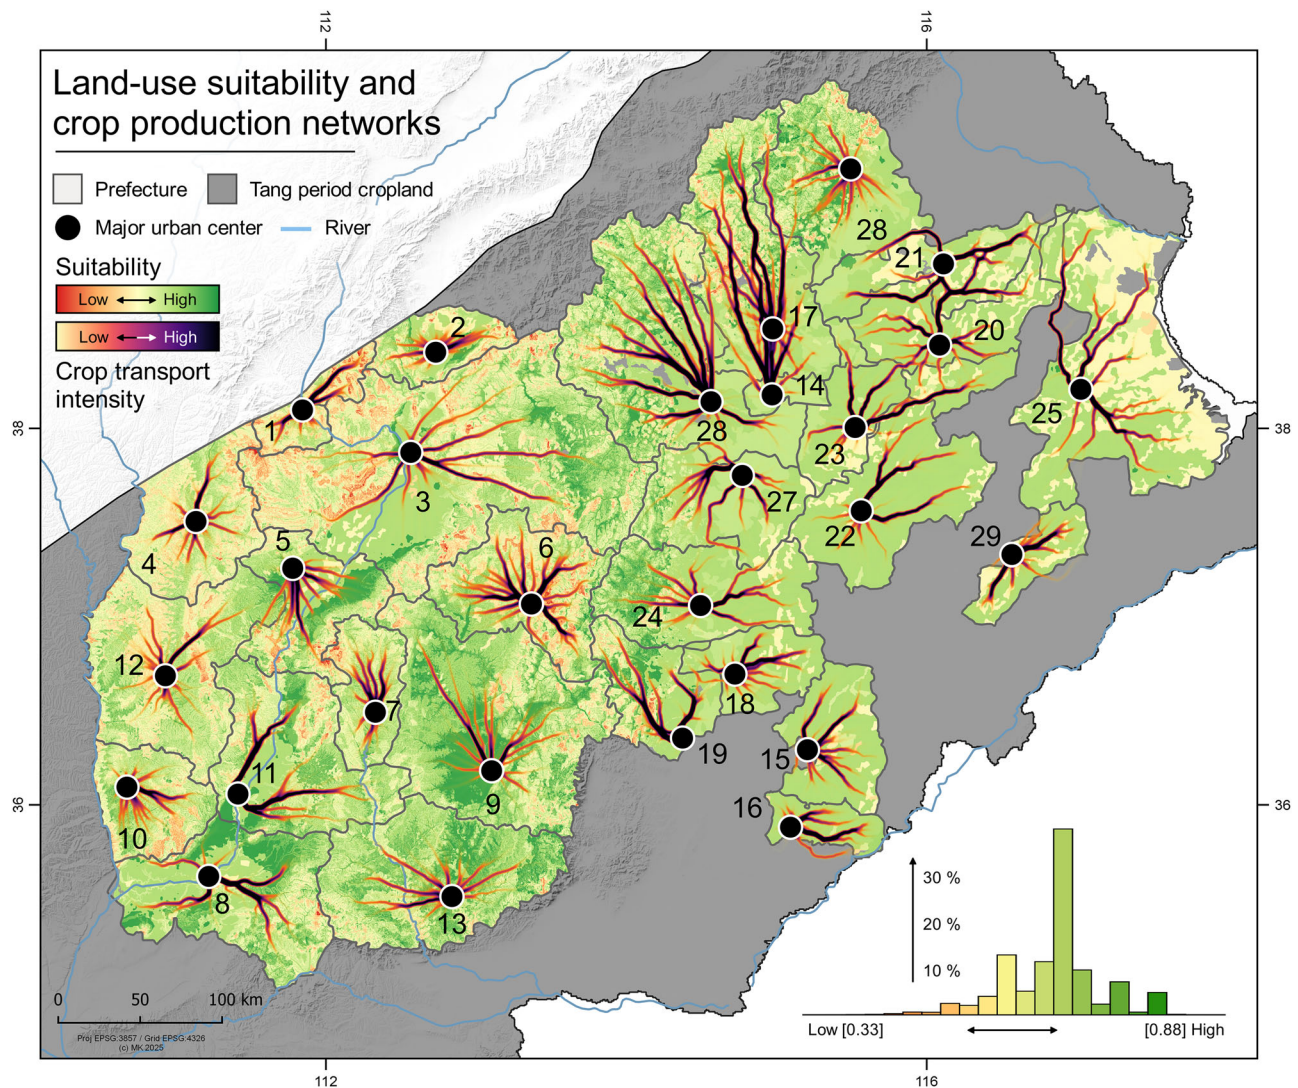 112
116
Land-use suitability and
crop production networks
Prefecture
Tang period cropland
Major urban center
River
Suitability
Low
High
Low
High
Crop transport
intensity
28
21
17
2
20
14
1
25
28
38
38
23
3
27
22
29
5
6
4
24
12
18
7
19
15
11
16
36
36
9
10
8
13
30 %
20 %
10 %
0
50
100 km
Low [0.33]
[0.88] High
Proj EPSG:3857 / Grid EPSG:4326
(c) MK 2025
112
116